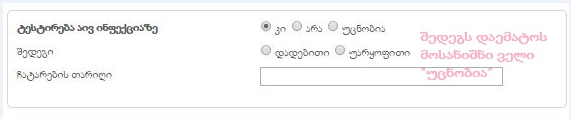 ტესტირება აივ ინფექციაზე კი არა უცნობია
შედეგი დადებითი უარყოფითი
ჩატარების თარიღი
შედეგს დაემატოს
მოსანიშნი ველი
"უცნობია"